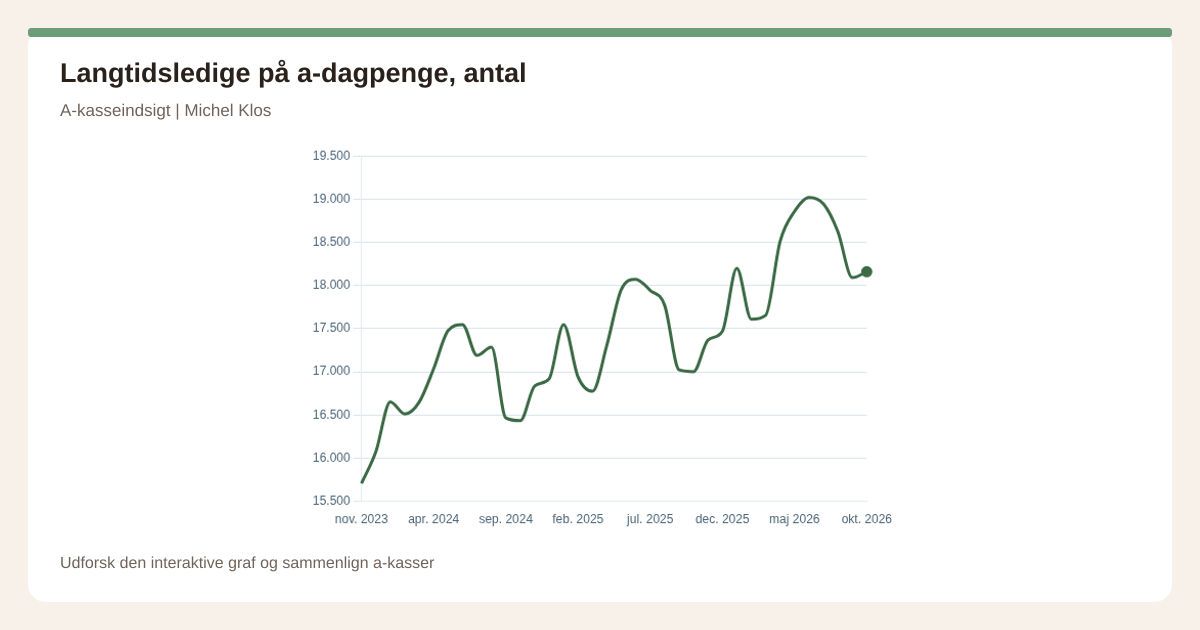 Langtidsledige på a-dagpenge, antal
A-kasseindsigt | Michel Klos
19.500
19.000
18.500
18.000
17.500
17.000
16.500
16.000
15.500
nov. 2023 apr. 2024 sep. 2024 feb. 2025 jul. 2025 dec. 2025 maj 2026 okt. 2026
Udforsk den interaktive graf og sammenlign a-kasser